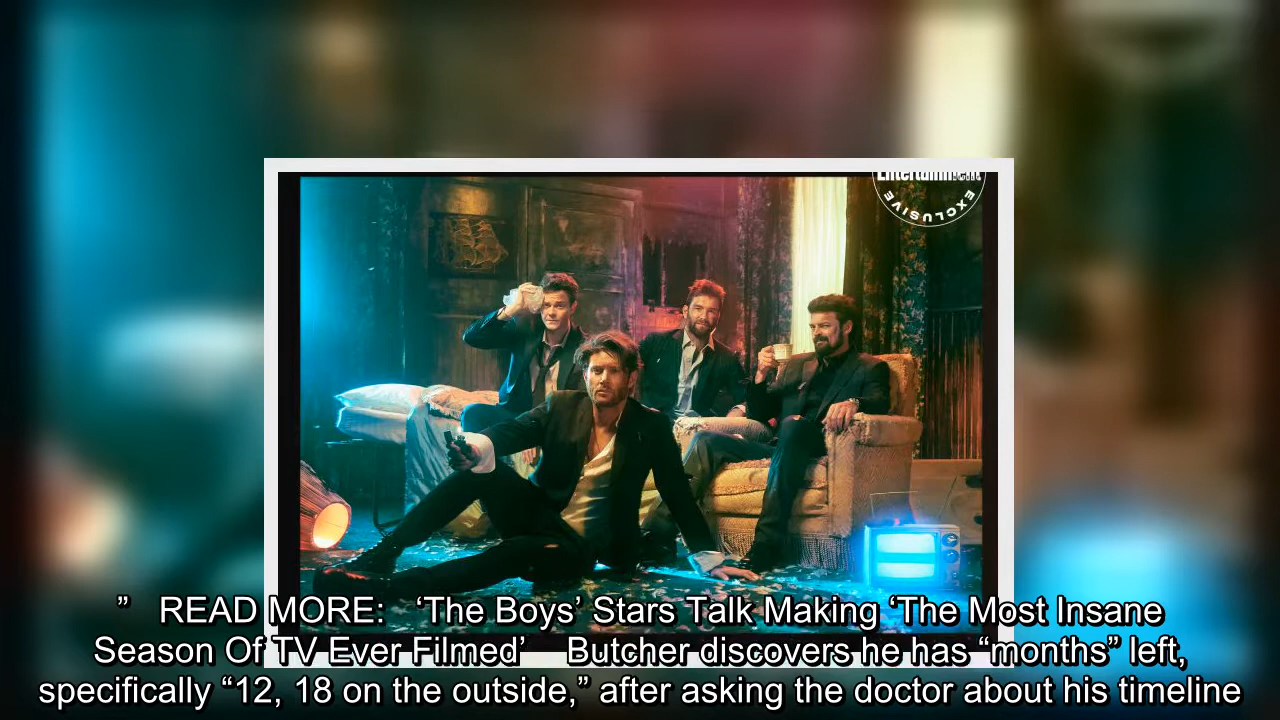 EXCLUSIVE
”   READ MORE:   ‘The Boys’ Stars Talk Making ‘The Most Insane
Season Of TV Ever Filmed’    Butcher discovers he has “months” left,
specifically “12, 18 on the outside,” after asking the doctor about his timeline